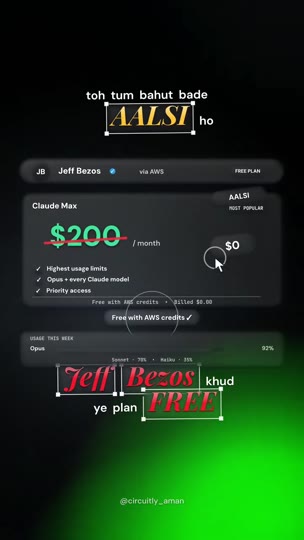 toh tum bahut bade
AALSI ho
JB Jeff Bezos via AWS FREE PLAN
AALSI
Claude Max MOST POPULAR
$200 / month $0
✓ Highest usage limits
✓ Opus + every Claude model
✓ Priority access
Free with AWS credits • Billed $0.00
Free with AWS credits ✓
USAGE THIS WEEK
Opus 92%
Sonnet · 70% • Haiku · 35%
Jeff Bezos khud
ye plan FREE
@circuitly_aman